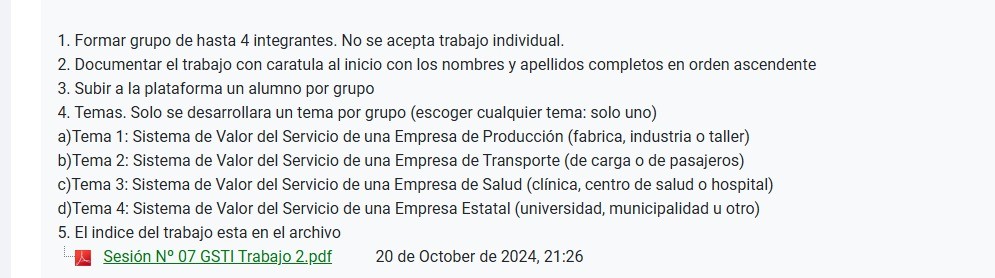 1. Formar grupo de hasta 4 integrantes. No se acepta trabajo individual.
2. Documentar el trabajo con caratula al inicio con los nombres y apellidos completos en orden ascendente
3. Subir a la plataforma un alumno por grupo
4. Temas. Solo se desarrollara un tema por grupo (escoger cualquier tema: solo uno)
a)Tema 1: Sistema de Valor del Servicio de una Empresa de Producción (fabrica, industria o taller)
b)Tema 2: Sistema de Valor del Servicio de una Empresa de Transporte (de carga o de pasajeros)
c)Tema 3: Sistema de Valor del Servicio de una Empresa de Salud (clínica, centro de salud o hospital)
d)Tema 4: Sistema de Valor del Servicio de una Empresa Estatal (universidad, municipalidad u otro)
5. El indice del trabajo esta en el archivo
Sesión Nº 07 GSTI Trabajo 2.pdf 20 de October de 2024, 21:26